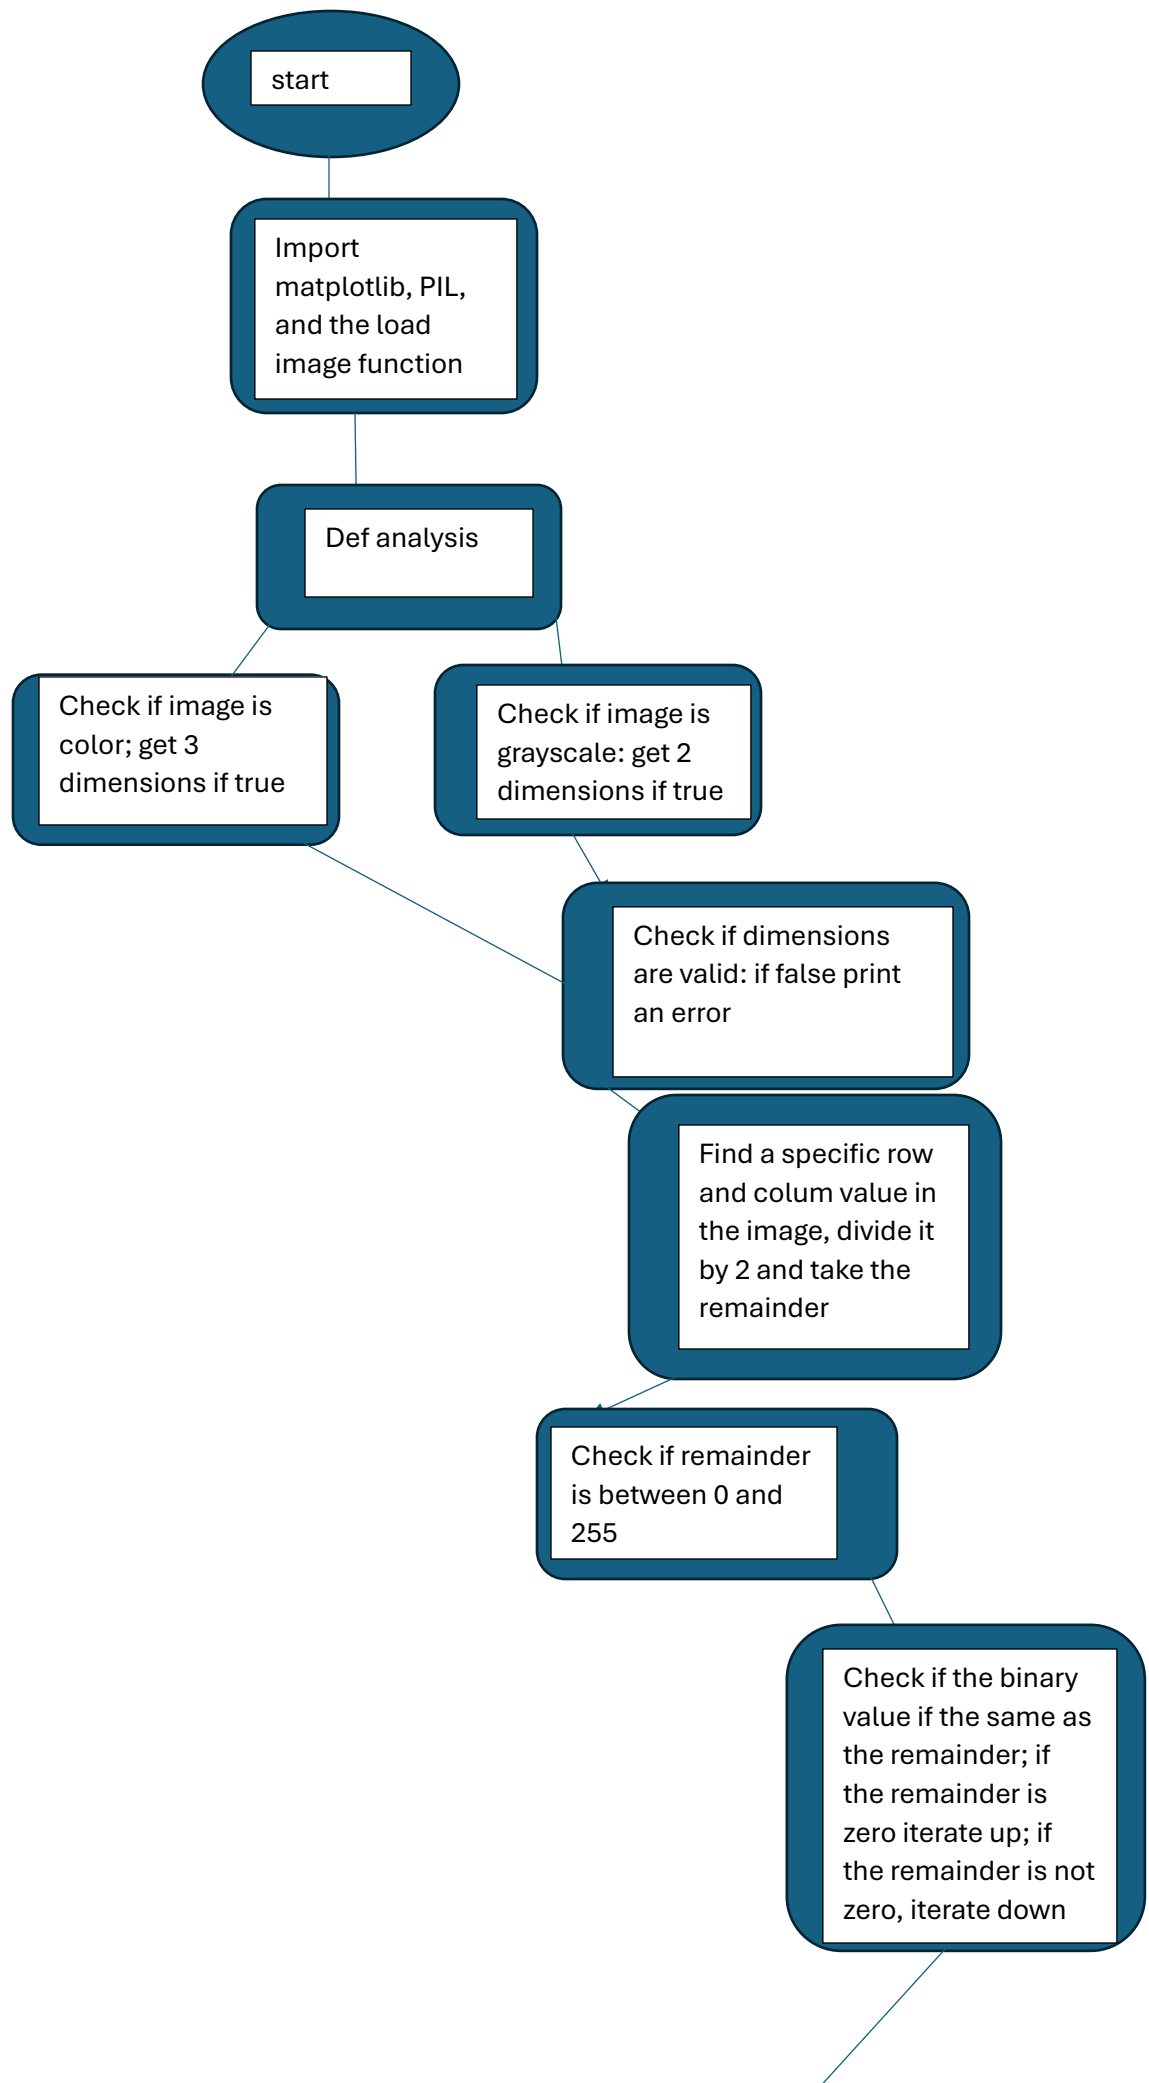 start
Import
matplotlib, PIL,
and the load
image function
Def analysis
Check if image is
color; get 3
dimensions if true
Check if image is
grayscale: get 2
dimensions if true
Check if dimensions
are valid: if false print
an error
Find a specific row
and colum value in
the image, divide it
by 2 and take the
remainder
Check if remainder
is between 0 and
255
Check if the binary
value if the same as
the remainder; if
the remainder is
zero iterate up; if
the remainder is not
zero, iterate down